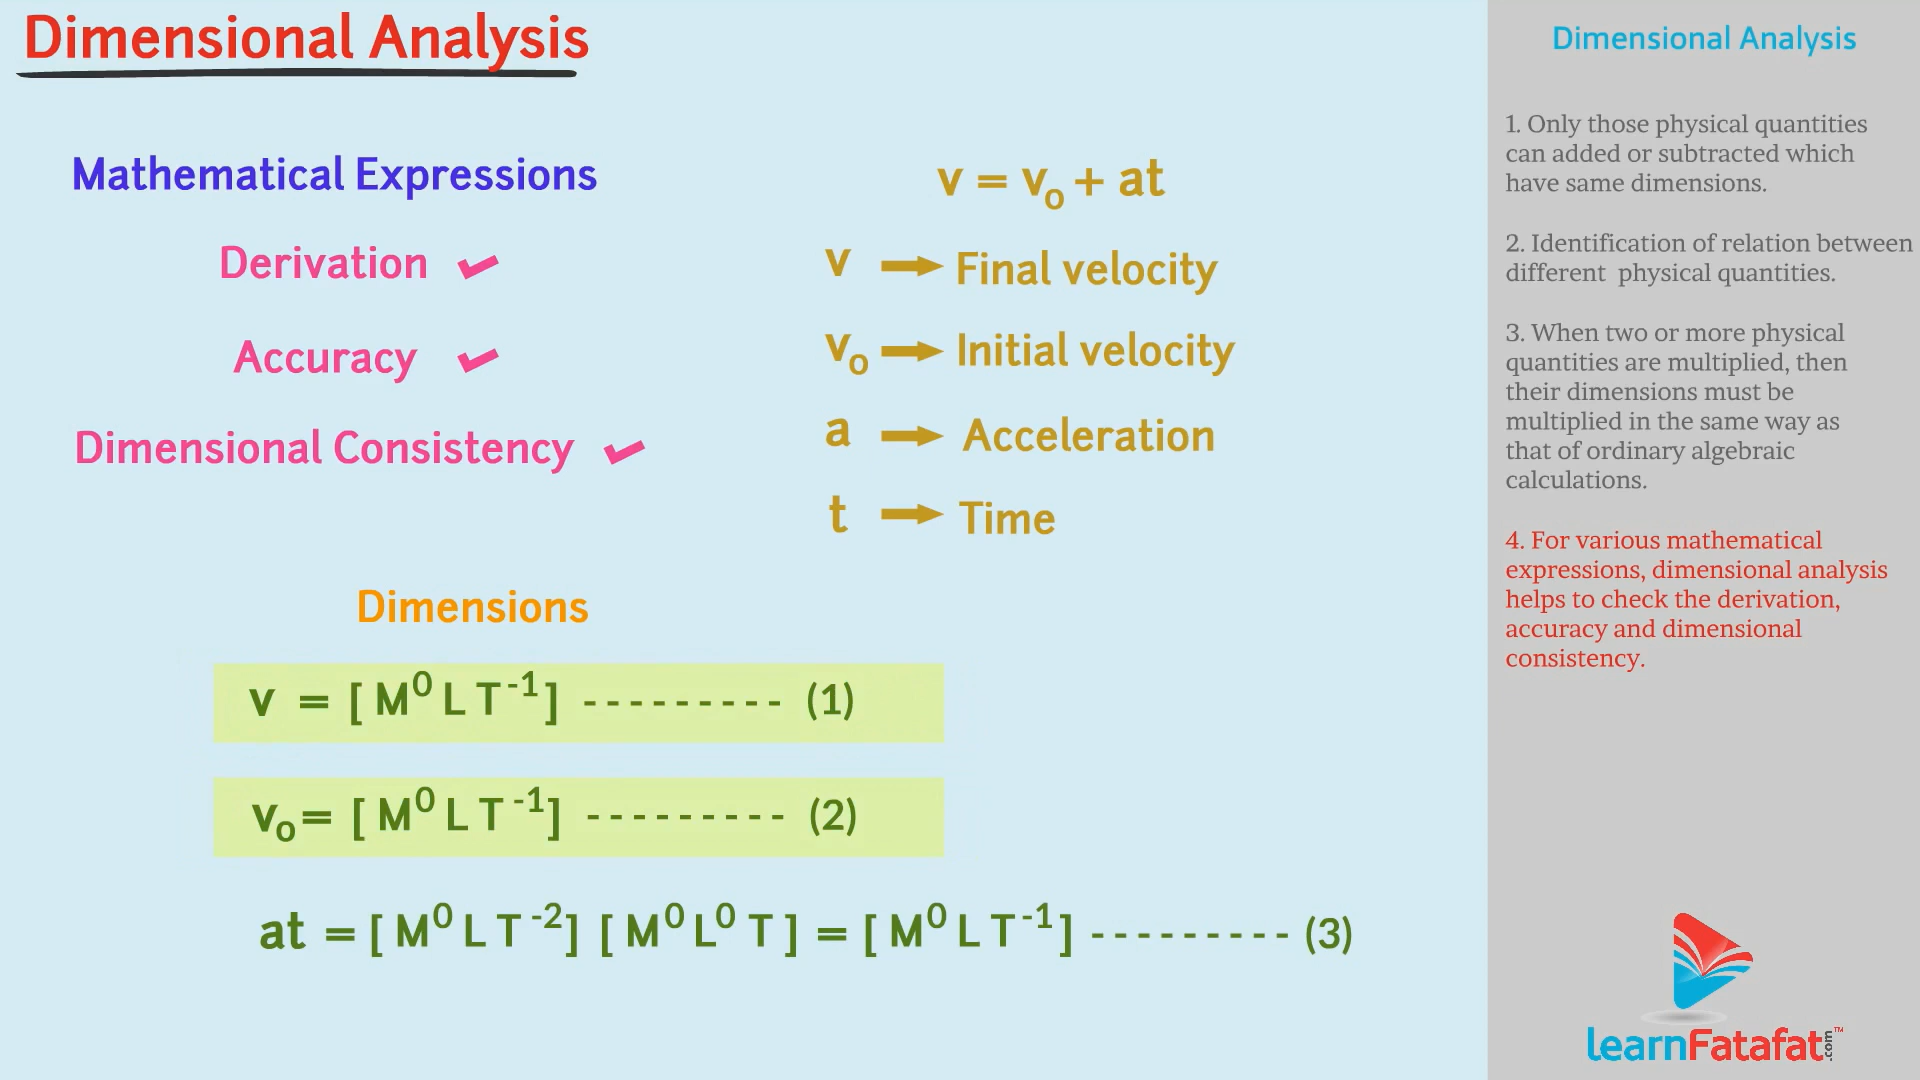 Dimensional Analysis
Mathematical Expressions
Derivation ✔
Accuracy ✔
Dimensional Consistency ✔
v = v₀ + at
v → Final velocity
v₀ → Initial velocity
a → Acceleration
t → Time
Dimensions
v = [ M⁰ L T⁻¹] --------- (1)
v₀ = [ M⁰ L T⁻¹] --------- (2)
at = [ M⁰ L T⁻²] [ M⁰ L⁰ T ] = [ M⁰ L T⁻¹] --------- (3)
Dimensional Analysis
1. Only those physical quantities
can added or subtracted which
have same dimensions.
2. Identification of relation between
different physical quantities.
3. When two or more physical
quantities are multiplied, then
their dimensions must be
multiplied in the same way as
that of ordinary algebraic
calculations.
4. For various mathematical
expressions, dimensional analysis
helps to check the derivation,
accuracy and dimensional
consistency.
learnFatafat.com™